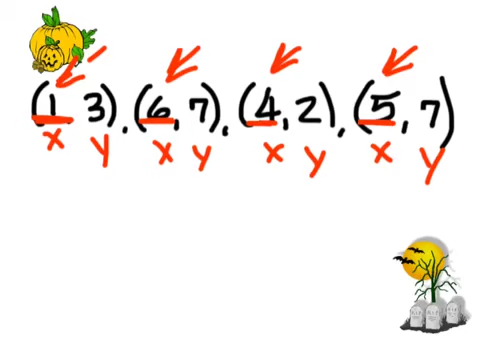 (1 3), (6, 7), (4, 2), (5, 7)
x y x y x y x y